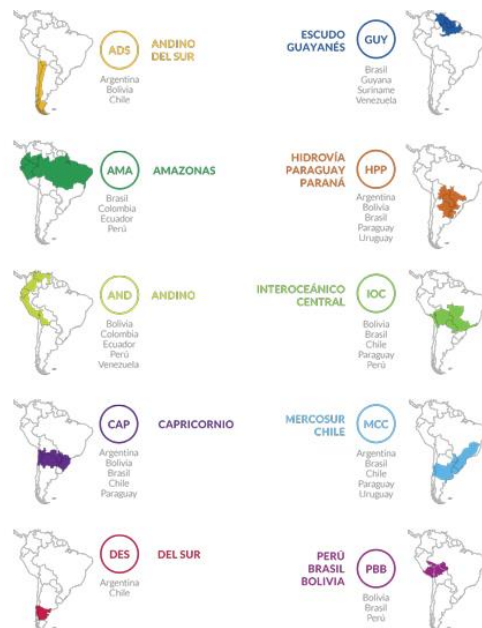 ADS
ANDINO
DEL SUR
Argentina
Bolivia
Chile
ESCUDO
GUAYANÉS
GUY
Brasil
Guyana
Suriname
Venezuela
AMA
AMAZONAS
Brasil
Colombia
Ecuador
Perú
HIDROVÍA
PARAGUAY
PARANÁ
HPP
Argentina
Bolivia
Brasil
Paraguay
Uruguay
AND
ANDINO
Bolivia
Colombia
Ecuador
Perú
Venezuela
INTEROCEÁNICO
CENTRAL
IOC
Bolivia
Brasil
Chile
Paraguay
Perú
CAP
CAPRICORNIO
Argentina
Bolivia
Brasil
Chile
Paraguay
MERCOSUR
CHILE
MCC
Argentina
Brasil
Chile
Paraguay
Uruguay
DES
DEL SUR
Argentina
Chile
PERÚ
BRASIL
BOLIVIA
PBB
Bolivia
Brasil
Perú